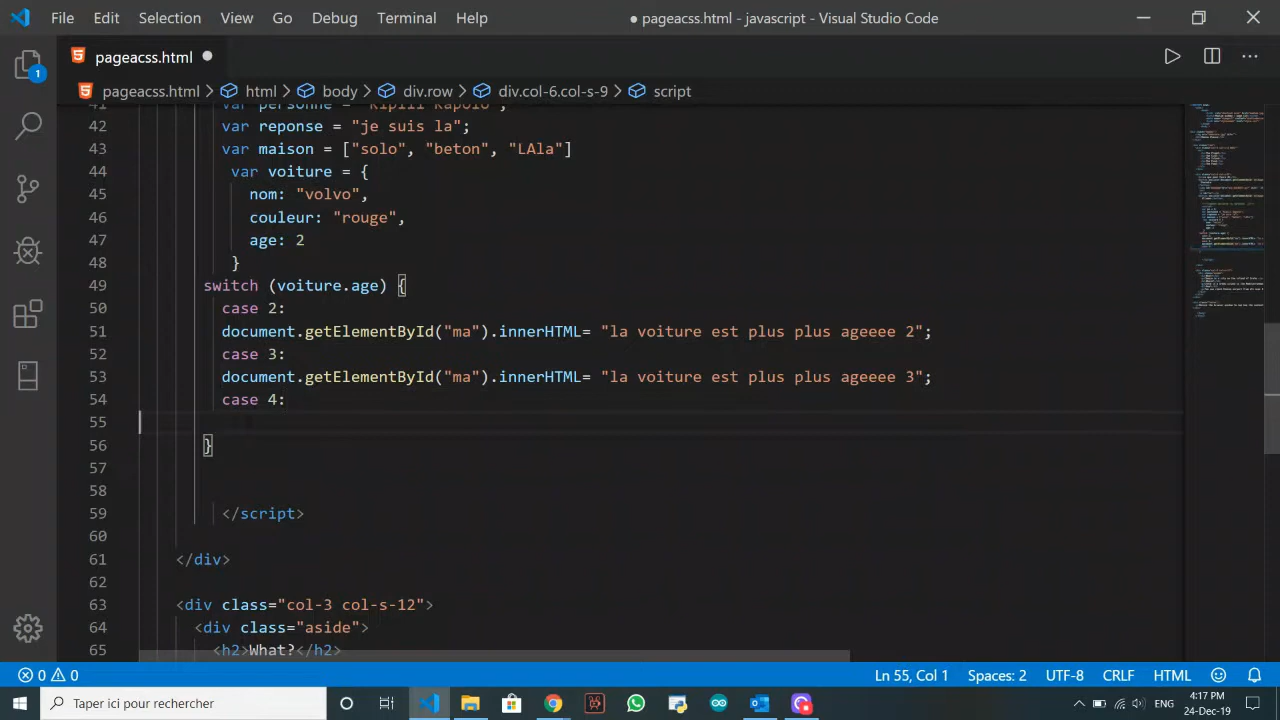 File Edit Selection View Go Debug Terminal Help ● pageacss.html - javascript - Visual Studio Code
pageacss.html
pageacss.html > html > body > div.row > div.col-6.col-s-9 > script
41 var personne = "Kipili Kapolo";
42 var reponse = "je suis la";
43 var maison = ["solo", "beton", "LAla"]
44 var voiture = {
45 nom: "volvo",
46 couleur: "rouge",
47 age: 2
48 }
49 switch (voiture.age) {
50 case 2:
51 document.getElementById("ma").innerHTML= "la voiture est plus plus ageeee 2";
52 case 3:
53 document.getElementById("ma").innerHTML= "la voiture est plus plus ageeee 3";
54 case 4:
55
56 }
57
58
59 </script>
60
61 </div>
62
63 <div class="col-3 col-s-12">
64 <div class="aside">
65 <h2>What?</h2>
1
0 0 Ln 55, Col 1 Spaces: 2 UTF-8 CRLF HTML
Taper ici pour rechercher
ENG
4:17 PM
24-Dec-19